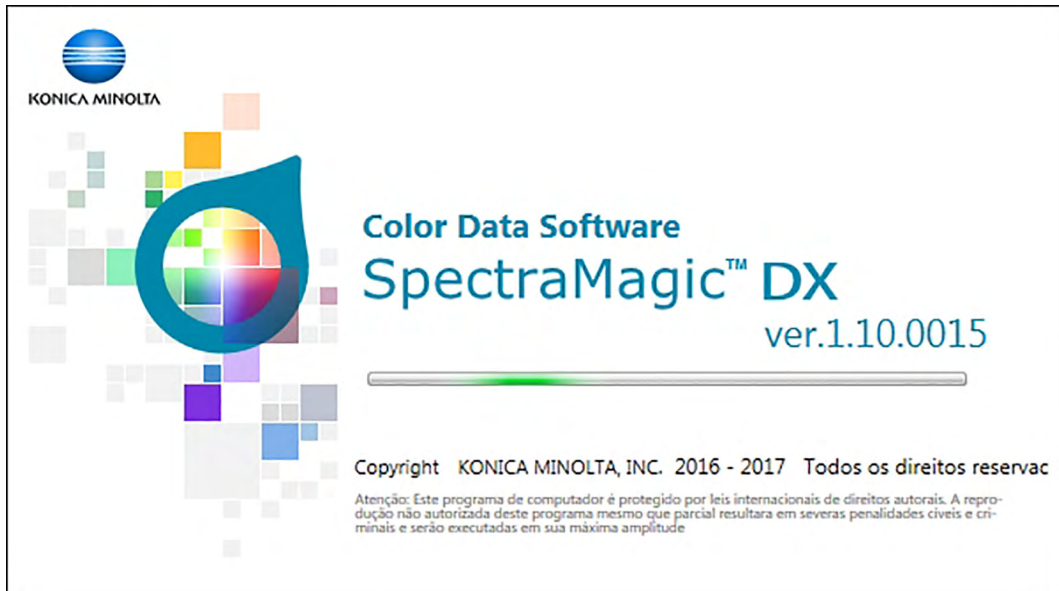 KONICA MINOLTA
Color Data Software
SpectraMagic™ DX
ver.1.10.0015
Copyright KONICA MINOLTA, INC. 2016 - 2017 Todos os direitos reservac
Atenção: Este programa de computador é protegido por leis internacionais de direitos autorais. A repro-
dução não autorizada deste programa mesmo que parcial resultara em severas penalidades civeis e cri-
minais e serão executadas em sua máxima amplitude